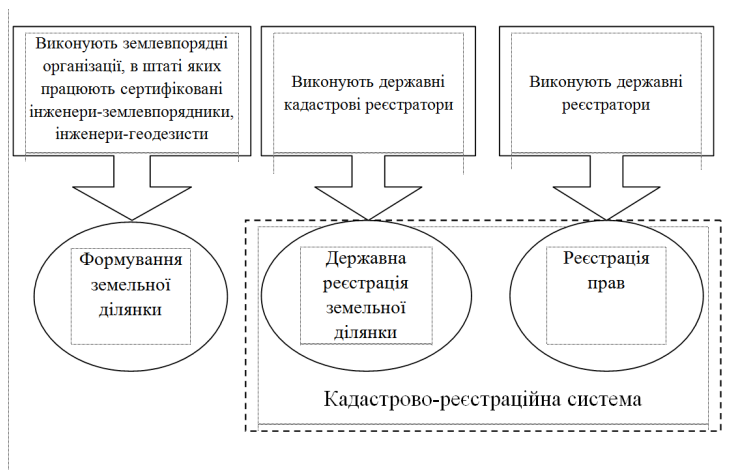 Виконують землевпорядні
організації, в штаті яких
працюють сертифіковані
інженери-землевпорядники,
інженери-геодезисти
Виконують державні
кадастрові реєстратори
Виконують державні
реєстратори
Формування
земельної
ділянки
Державна
реєстрація
земельної
ділянки
Реєстрація
прав
Кадастрово-реєстраційна система